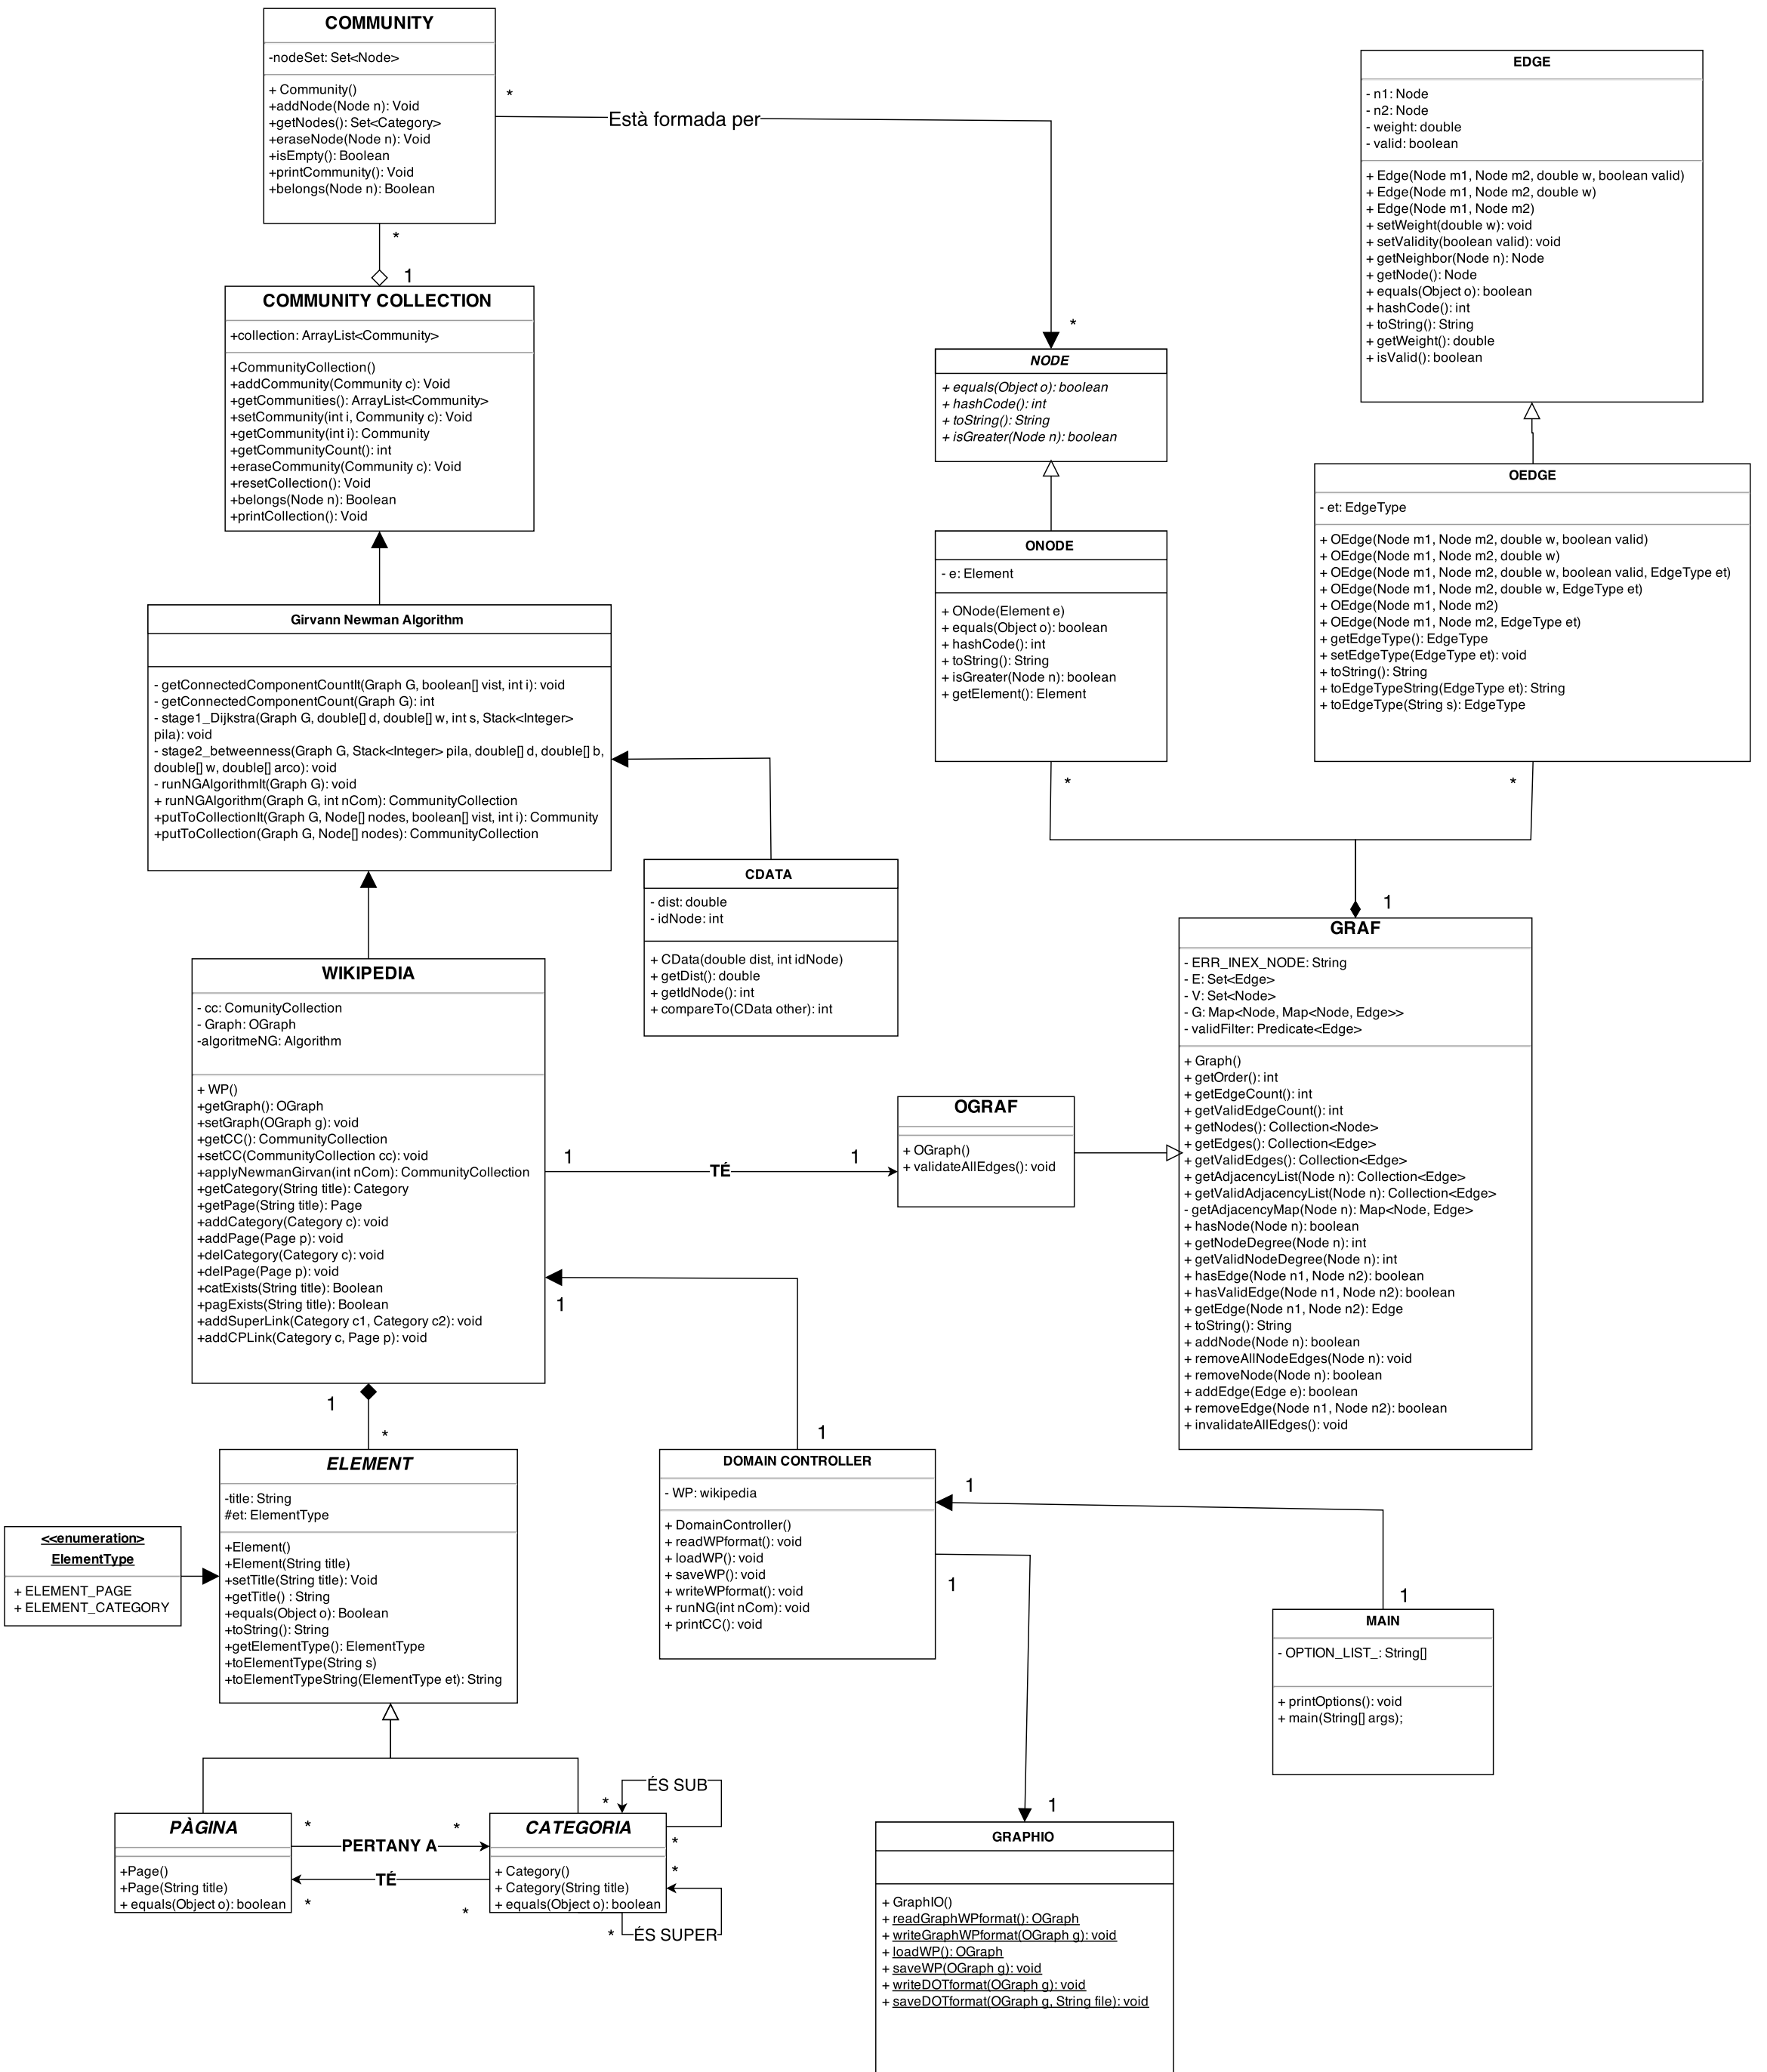 COMMUNITY
-nodeSet: Set<Node>
+ Community()
+addNode(Node n): Void
+getNodes(): Set<Category>
+eraseNode(Node n): Void
+isEmpty(): Boolean
+printCommunity(): Void
+belongs(Node n): Boolean
*
Està formada per
*
*
1
COMMUNITY COLLECTION
+collection: ArrayList<Community>
+CommunityCollection()
+addCommunity(Community c): Void
+getCommunities(): ArrayList<Community>
+setCommunity(int i, Community c): Void
+getCommunity(int i): Community
+getCommunityCount(): int
+eraseCommunity(Community c): Void
+resetCollection(): Void
+belongs(Node n): Boolean
+printCollection(): Void
EDGE
- n1: Node
- n2: Node
- weight: double
- valid: boolean
+ Edge(Node m1, Node m2, double w, boolean valid)
+ Edge(Node m1, Node m2, double w)
+ Edge(Node m1, Node m2)
+ setWeight(double w): void
+ setValidity(boolean valid): void
+ getNeighbor(Node n): Node
+ getNode(): Node
+ equals(Object o): boolean
+ hashCode(): int
+ toString(): String
+ getWeight(): double
+ isValid(): boolean
NODE
+ equals(Object o): boolean
+ hashCode(): int
+ toString(): String
+ isGreater(Node n): boolean
ONODE
- e: Element
+ ONode(Element e)
+ equals(Object o): boolean
+ hashCode(): int
+ toString(): String
+ isGreater(Node n): boolean
+ getElement(): Element
*
OEDGE
- et: EdgeType
+ OEdge(Node m1, Node m2, double w, boolean valid)
+ OEdge(Node m1, Node m2, double w)
+ OEdge(Node m1, Node m2, double w, boolean valid, EdgeType et)
+ OEdge(Node m1, Node m2, double w, EdgeType et)
+ OEdge(Node m1, Node m2)
+ OEdge(Node m1, Node m2, EdgeType et)
+ getEdgeType(): EdgeType
+ setEdgeType(EdgeType et): void
+ toString(): String
+ toEdgeTypeString(EdgeType et): String
+ toEdgeType(String s): EdgeType
*
Girvann Newman Algorithm
- getConnectedComponentCountIt(Graph G, boolean[] vist, int i): void
- getConnectedComponentCount(Graph G): int
- stage1_Dijkstra(Graph G, double[] d, double[] w, int s, Stack<Integer>
pila): void
- stage2_betweenness(Graph G, Stack<Integer> pila, double[] d, double[] b,
double[] w, double[] arco): void
- runNGAlgorithmIt(Graph G): void
+ runNGAlgorithm(Graph G, int nCom): CommunityCollection
+putToCollectionIt(Graph G, Node[] nodes, boolean[] vist, int i): Community
+putToCollection(Graph G, Node[] nodes): CommunityCollection
CDATA
- dist: double
- idNode: int
+ CData(double dist, int idNode)
+ getDist(): double
+ getIdNode(): int
+ compareTo(CData other): int
1
GRAF
- ERR_INEX_NODE: String
- E: Set<Edge>
- V: Set<Node>
- G: Map<Node, Map<Node, Edge>>
- validFilter: Predicate<Edge>
+ Graph()
+ getOrder(): int
+ getEdgeCount(): int
+ getValidEdgeCount(): int
+ getNodes(): Collection<Node>
+ getEdges(): Collection<Edge>
+ getValidEdges(): Collection<Edge>
+ getAdjacencyList(Node n): Collection<Edge>
+ getValidAdjacencyList(Node n): Collection<Edge>
- getAdjacencyMap(Node n): Map<Node, Edge>
+ hasNode(Node n): boolean
+ getNodeDegree(Node n): int
+ getValidNodeDegree(Node n): int
+ hasEdge(Node n1, Node n2): boolean
+ hasValidEdge(Node n1, Node n2): boolean
+ getEdge(Node n1, Node n2): Edge
+ toString(): String
+ addNode(Node n): boolean
+ removeAllNodeEdges(Node n): void
+ removeNode(Node n): boolean
+ addEdge(Edge e): boolean
+ removeEdge(Node n1, Node n2): boolean
+ invalidateAllEdges(): void
WIKIPEDIA
- cc: ComunityCollection
- Graph: OGraph
-algoritmeNG: Algorithm
+ WP()
+getGraph(): OGraph
+setGraph(OGraph g): void
+getCC(): CommunityCollection
+setCC(CommunityCollection cc): void
+applyNewmanGirvan(int nCom): CommunityCollection
+getCategory(String title): Category
+getPage(String title): Page
+addCategory(Category c): void
+addPage(Page p): void
+delCategory(Category c): void
+delPage(Page p): void
+catExists(String title): Boolean
+pagExists(String title): Boolean
+addSuperLink(Category c1, Category c2): void
+addCPLink(Category c, Page p): void
1
TÉ
1
OGRAF
+ OGraph()
+ validateAllEdges(): void
1
1
1
*
ELEMENT
-title: String
#et: ElementType
+Element()
+Element(String title)
+setTitle(String title): Void
+getTitle() : String
+equals(Object o): Boolean
+toString(): String
+getElementType(): ElementType
+toElementType(String s)
+toElementTypeString(ElementType et): String
<<enumeration>>
ElementType
+ ELEMENT_PAGE
+ ELEMENT_CATEGORY
DOMAIN CONTROLLER
- WP: wikipedia
+ DomainController()
+ readWPformat(): void
+ loadWP(): void
+ saveWP(): void
+ writeWPformat(): void
+ runNG(int nCom): void
+ printCC(): void
1
1
1
MAIN
- OPTION_LIST_: String[]
+ printOptions(): void
+ main(String[] args);
PÀGINA
+Page()
+Page(String title)
+ equals(Object o): boolean
*
PERTANY A
*
*
TÉ
*
CATEGORIA
+ Category()
+ Category(String title)
+ equals(Object o): boolean
*
ÉS SUB
*
*
*
ÉS SUPER
1
GRAPHIO
+ GraphIO()
+ readGraphWPformat(): OGraph
+ writeGraphWPformat(OGraph g): void
+ loadWP(): OGraph
+ saveWP(OGraph g): void
+ writeDOTformat(OGraph g): void
+ saveDOTformat(OGraph g, String file): void